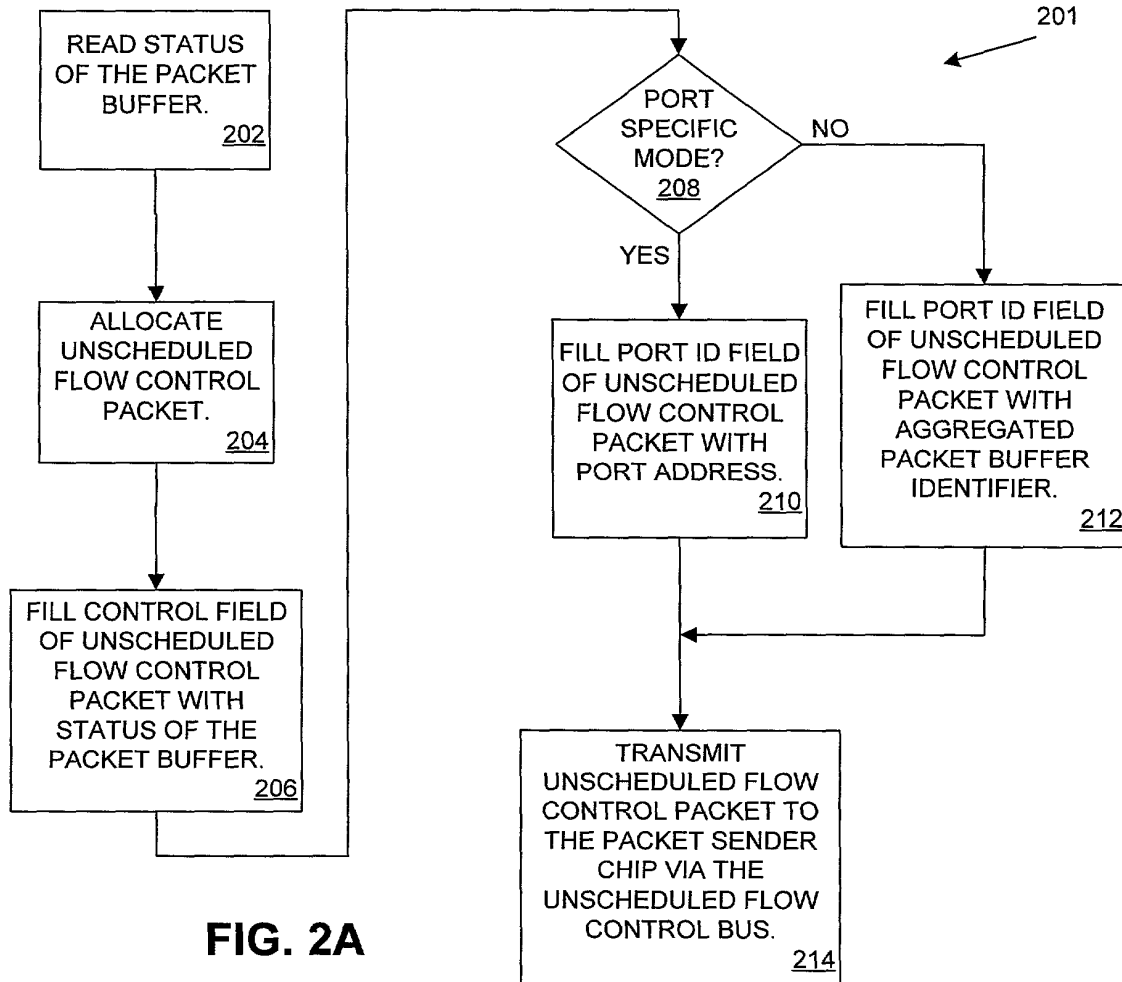 READ STATUS
OF THE PACKET
BUFFER.
202
ALLOCATE
UNSCHEDULED
FLOW CONTROL
PACKET.
204
FILL CONTROL FIELD
OF UNSCHEDULED
FLOW CONTROL
PACKET WITH
STATUS OF THE
PACKET BUFFER.
206
201
PORT
SPECIFIC
MODE?
208
NO
YES
FILL PORT ID FIELD
OF UNSCHEDULED
FLOW CONTROL
PACKET WITH
PORT ADDRESS.
210
FILL PORT ID FIELD
OF UNSCHEDULED
FLOW CONTROL
PACKET WITH
AGGREGATED
PACKET BUFFER
IDENTIFIER.
212
TRANSMIT
UNSCHEDULED FLOW
CONTROL PACKET TO
THE PACKET SENDER
CHIP VIA THE
UNSCHEDULED FLOW
CONTROL BUS.
214
FIG. 2A